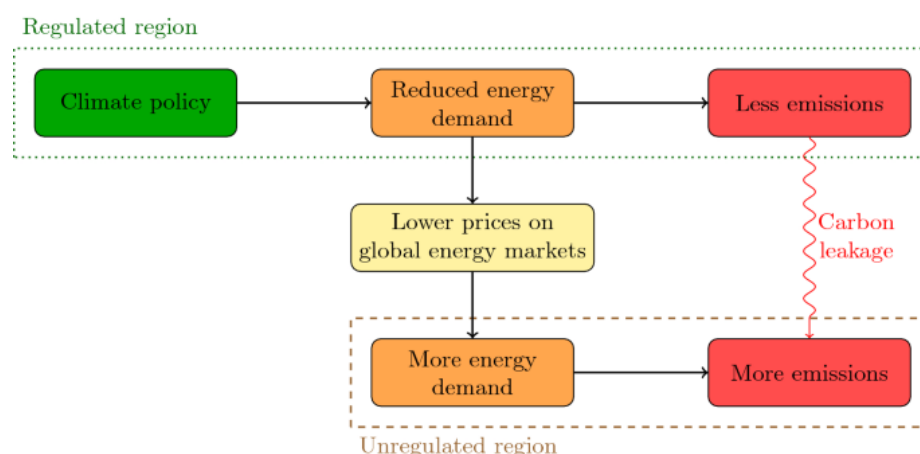 Regulated region
Climate policy
Reduced energy
demand
Less emissions
Lower prices on
global energy markets
Carbon
leakage
More energy
demand
More emissions
Unregulated region